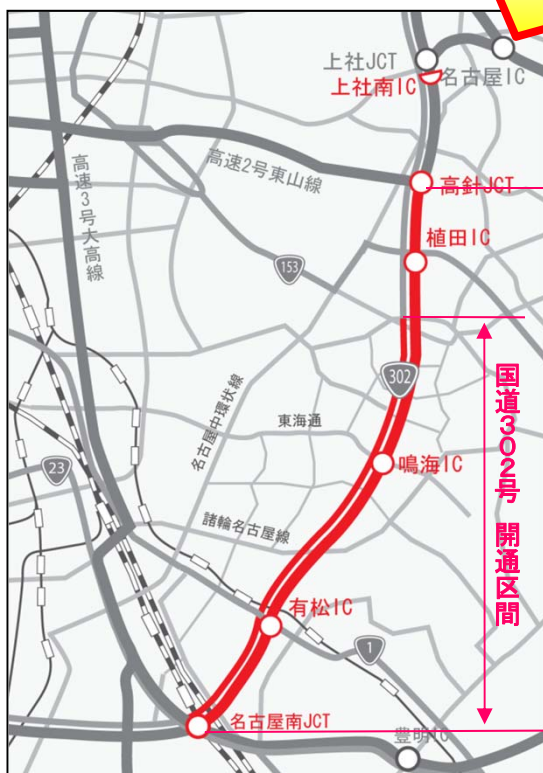 上社JCT
名古屋IC
上社南IC
高速2号東山線
高針JCT
高速3号大高線
植田IC
153
302
名古屋中環状線
東海通
国道302号 開通区間
23
鳴海IC
諸輪名古屋線
有松IC
1
名古屋南JCT
豊明IC